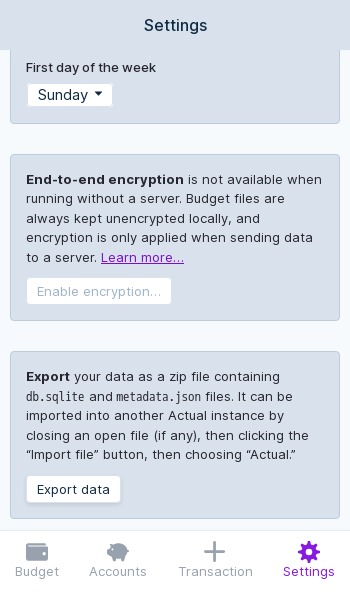 Settings
First day of the week
Sunday
End-to-end encryption is not available when
running without a server. Budget files are
always kept unencrypted locally, and
encryption is only applied when sending data
to a server. Learn more…
Enable encryption…
Export your data as a zip file containing
db.sqlite and metadata.json files. It can be
imported into another Actual instance by
closing an open file (if any), then clicking the
“Import file” button, then choosing “Actual.”
Export data
Budget
Accounts
Transaction
Settings